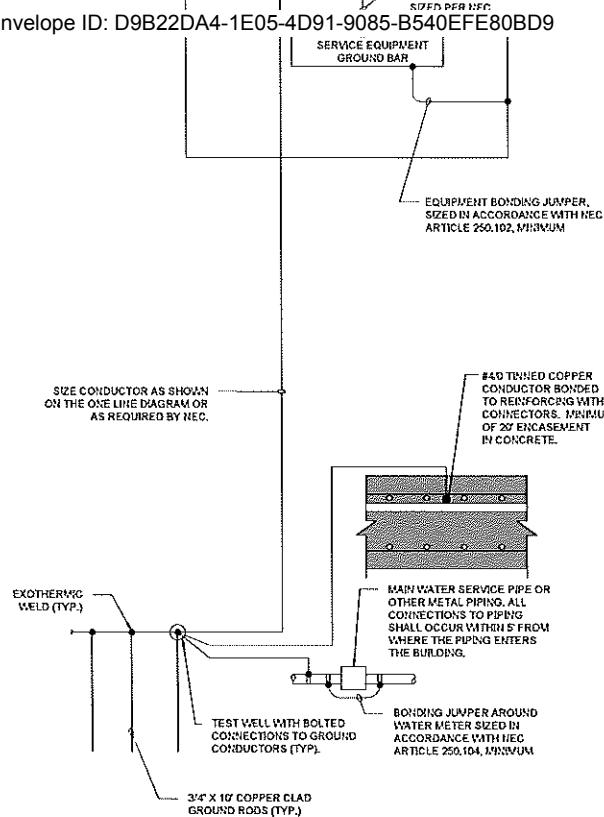 nvelope ID: D9B22DA4-1E05-4D91-9085-B540EFE80BD9
SIZED PER NEC
SERVICE EQUIPMENT
GROUND BAR
EQUIPMENT BONDING JUMPER,
SIZED IN ACCORDANCE WITH NEC
ARTICLE 250.102, MINIMUM
SIZE CONDUCTOR AS SHOWN
ON THE ONE LINE DIAGRAM OR
AS REQUIRED BY NEC.
#4/0 TINNED COPPER
CONDUCTOR BONDED
TO REINFORCING WITH
CONNECTORS. MINIMU
OF 20' ENCASEMENT
IN CONCRETE.
EXOTHERMIC
WELD (TYP.)
MAIN WATER SERVICE PIPE OR
OTHER METAL PIPING. ALL
CONNECTIONS TO PIPING
SHALL OCCUR WITHIN 5' FROM
WHERE THE PIPING ENTERS
THE BUILDING.
TEST WELL WITH BOLTED
CONNECTIONS TO GROUND
CONDUCTORS (TYP).
BONDING JUMPER AROUND
WATER METER SIZED IN
ACCORDANCE WITH NEC
ARTICLE 250.104, MINIMUM
3/4" X 10' COPPER CLAD
GROUND RODS (TYP.)